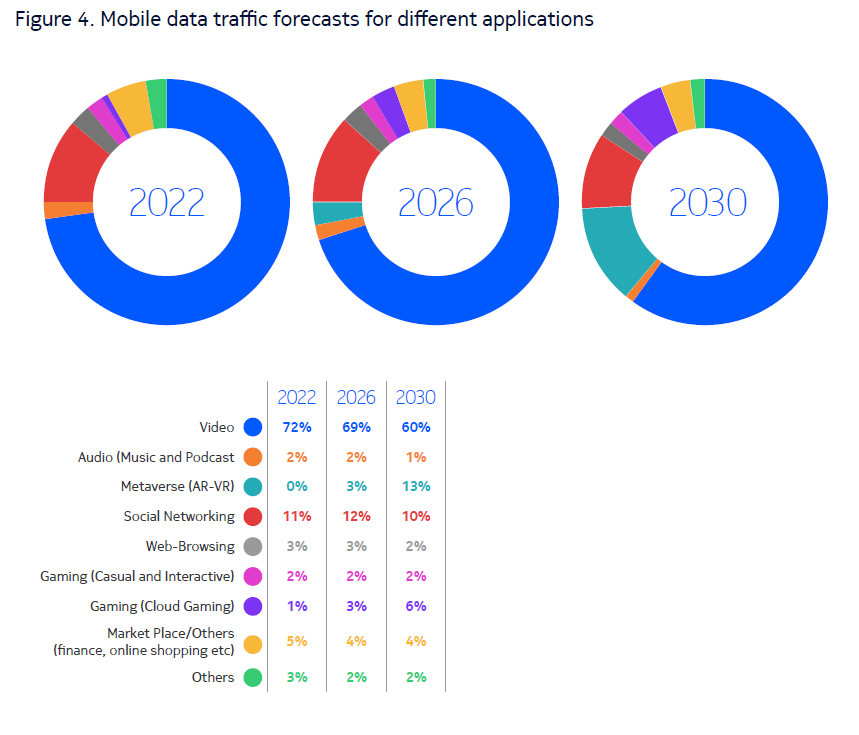 Figure 4. Mobile data traffic forecasts for different applications
2022 2026 2030
2022 2026 2030
Video 72% 69% 60%
Audio (Music and Podcast 2% 2% 1%
Metaverse (AR-VR) 0% 3% 13%
Social Networking 11% 12% 10%
Web-Browsing 3% 3% 2%
Gaming (Casual and Interactive) 2% 2% 2%
Gaming (Cloud Gaming) 1% 3% 6%
Market Place/Others
(finance, online shopping etc) 5% 4% 4%
Others 3% 2% 2%